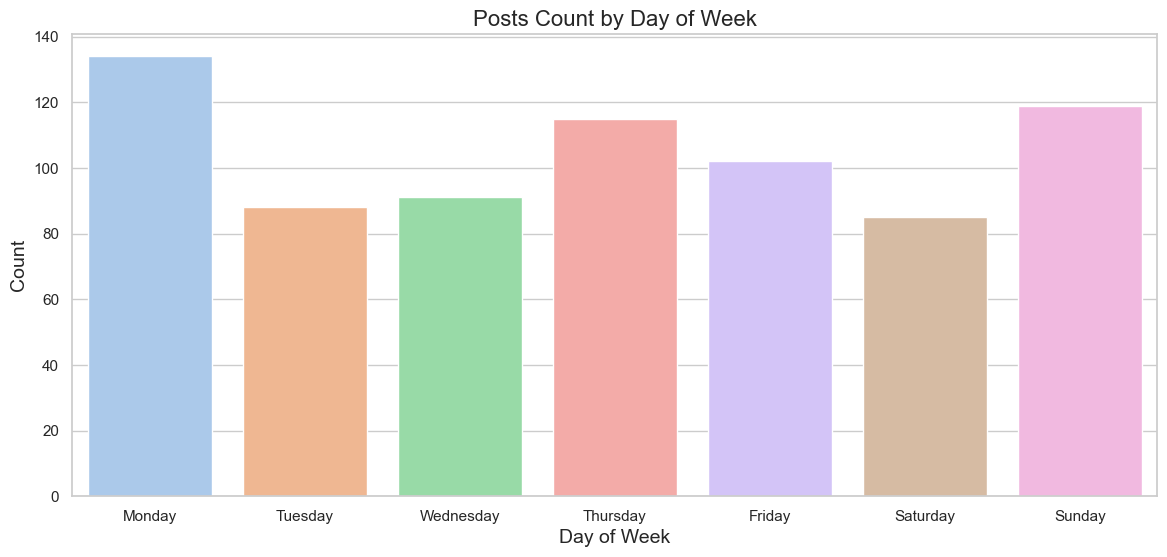 Posts Count by Day of Week
Count
140
120
100
80
60
40
20
0
Monday Tuesday Wednesday Thursday Friday Saturday Sunday
Day of Week